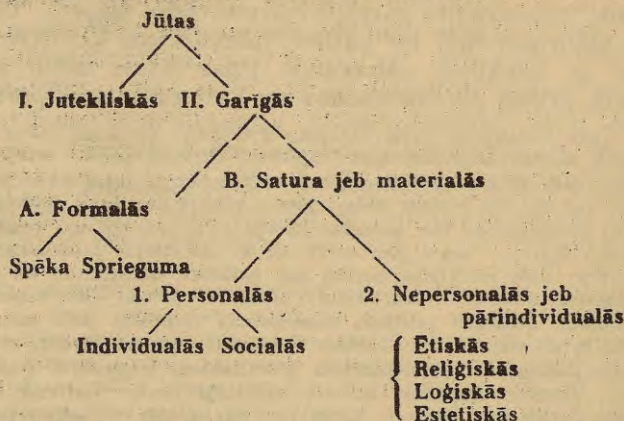 Jūtas
I. Jutekliskās II. Garīgās
B. Satura jeb materialās
A. Formalās
Spēka Sprieguma
1. Personalās 2. Nepersonalās jeb
pārindividualās
Individualās Socialās
Etiskās
Reliģiskās
Loģiskās
Estetiskās